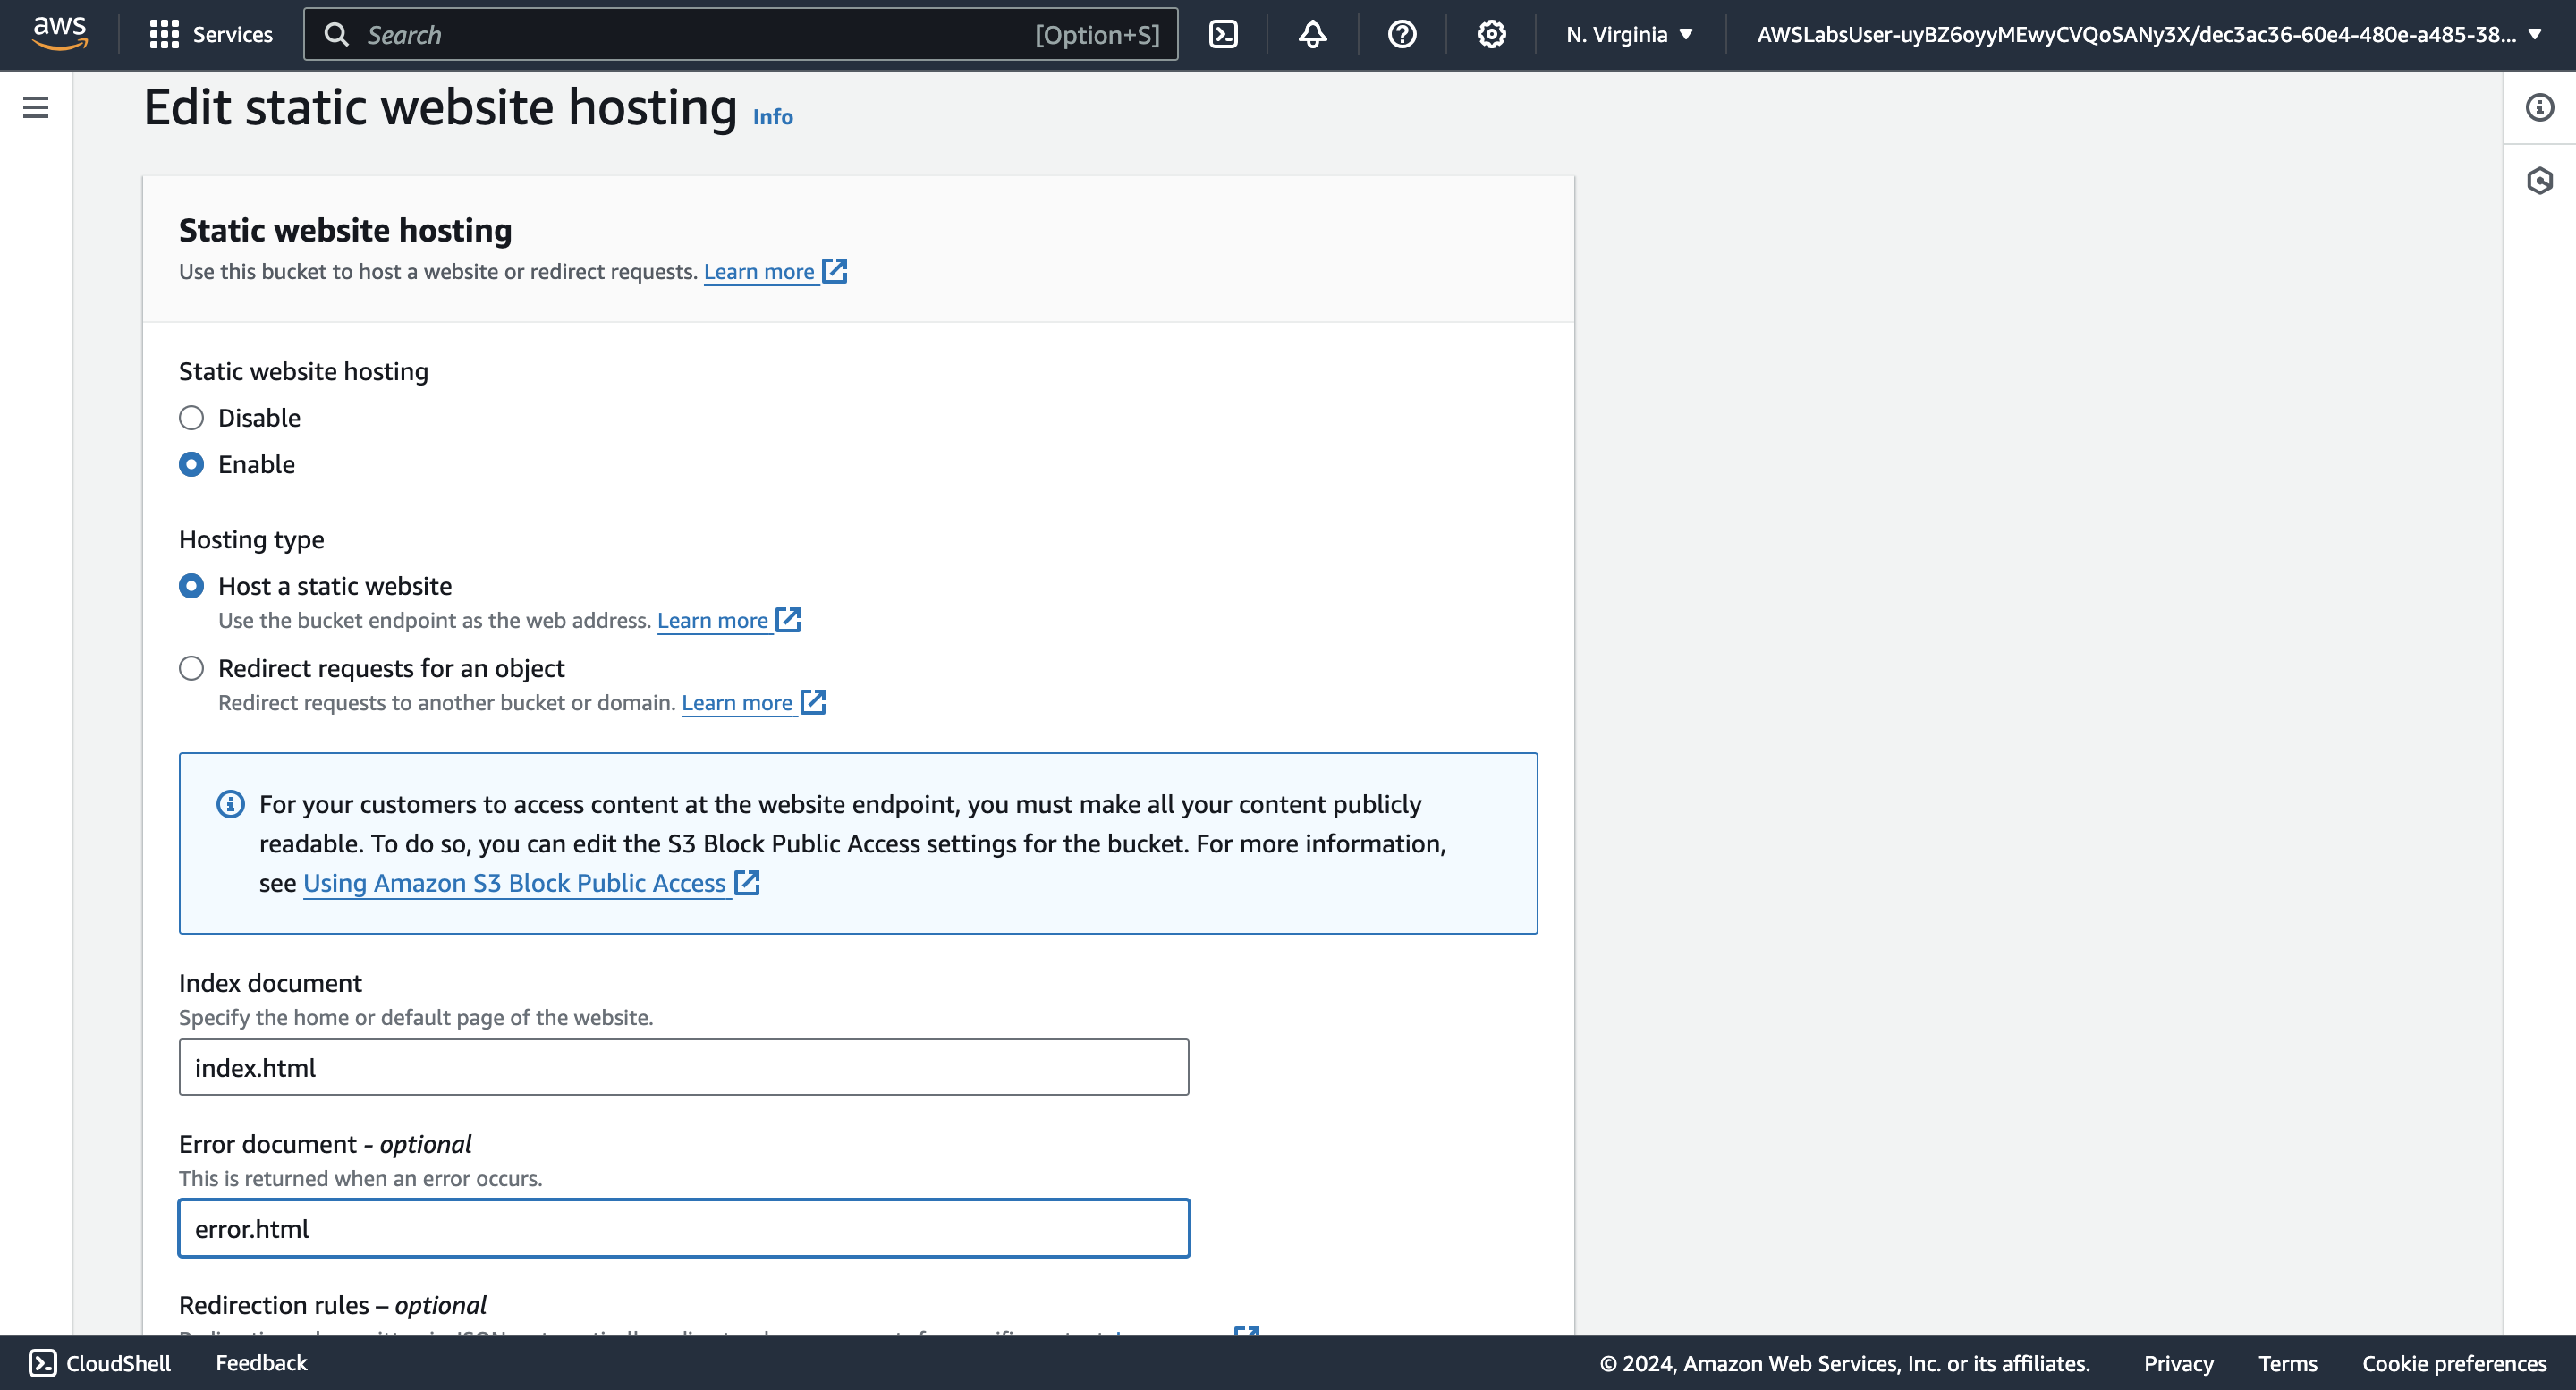 aws
Services
Search
[Option+S]
N. Virginia
AWSLabsUser-uyBZ6oyyMEwyCVQoSANy3X/dec3ac36-60e4-480e-a485-38...
Edit static website hosting Info
Static website hosting
Use this bucket to host a website or redirect requests. Learn more
Static website hosting
Disable
Enable
Hosting type
Host a static website
Use the bucket endpoint as the web address. Learn more
Redirect requests for an object
Redirect requests to another bucket or domain. Learn more
For your customers to access content at the website endpoint, you must make all your content publicly
readable. To do so, you can edit the S3 Block Public Access settings for the bucket. For more information,
see Using Amazon S3 Block Public Access
Index document
Specify the home or default page of the website.
index.html
Error document - optional
This is returned when an error occurs.
error.html
Redirection rules – optional
CloudShell
Feedback
© 2024, Amazon Web Services, Inc. or its affiliates.
Privacy
Terms
Cookie preferences